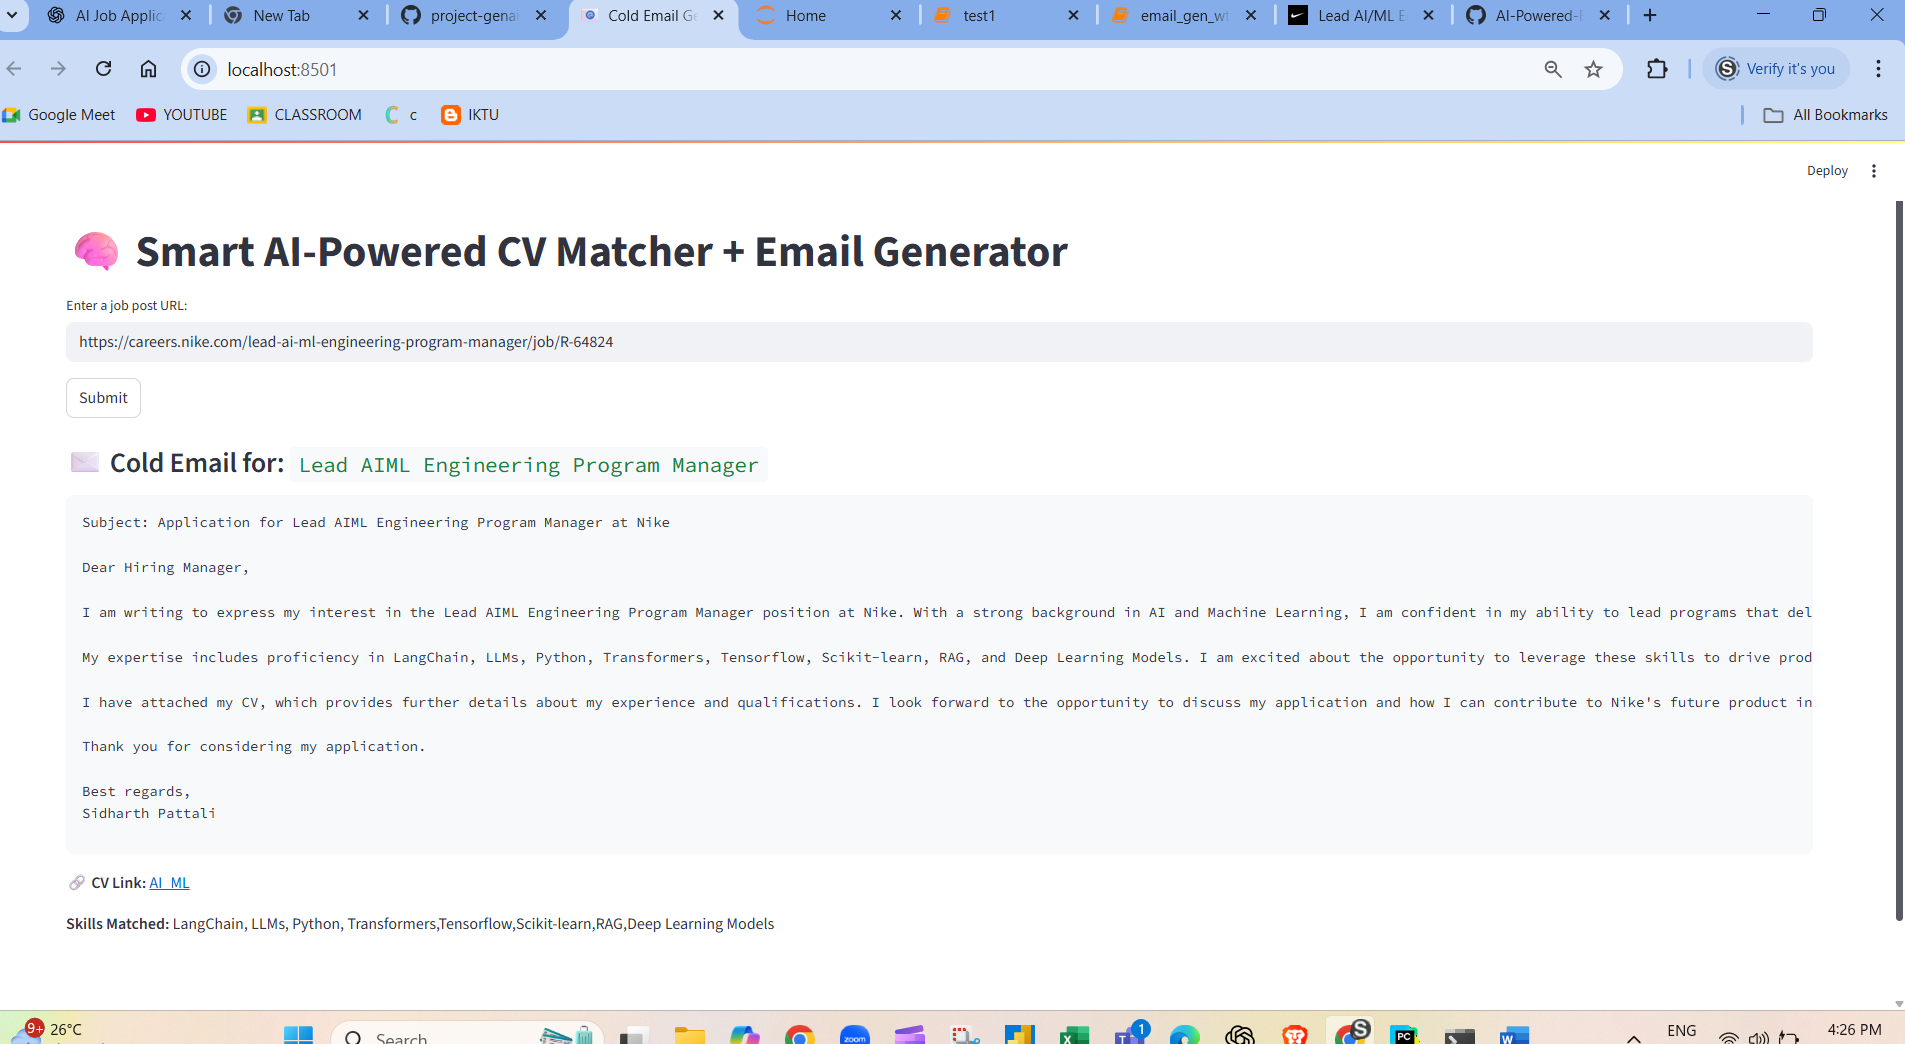 AI Job Applic
New Tab
project-gena
Cold Email Ge
Home
test1
email_gen_w
Lead AI/ML E
AI-Powered-
localhost:8501
Verify it's you
Google Meet
YOUTUBE
CLASSROOM
c
IKTU
All Bookmarks
Deploy
Smart AI-Powered CV Matcher + Email Generator
Enter a job post URL:
https://careers.nike.com/lead-ai-ml-engineering-program-manager/job/R-64824
Submit
Cold Email for: Lead AIML Engineering Program Manager
Subject: Application for Lead AIML Engineering Program Manager at Nike
Dear Hiring Manager,
I am writing to express my interest in the Lead AIML Engineering Program Manager position at Nike. With a strong background in AI and Machine Learning, I am confident in my ability to lead programs that del
My expertise includes proficiency in LangChain, LLMs, Python, Transformers, Tensorflow, Scikit-learn, RAG, and Deep Learning Models. I am excited about the opportunity to leverage these skills to drive prod
I have attached my CV, which provides further details about my experience and qualifications. I look forward to the opportunity to discuss my application and how I can contribute to Nike's future product in
Thank you for considering my application.
Best regards,
Sidharth Pattali
CV Link: AI_ML
Skills Matched: LangChain, LLMs, Python, Transformers,Tensorflow,Scikit-learn,RAG,Deep Learning Models
9+
26°C
Search
zoom
1
S
PC
ENG
4:26 PM